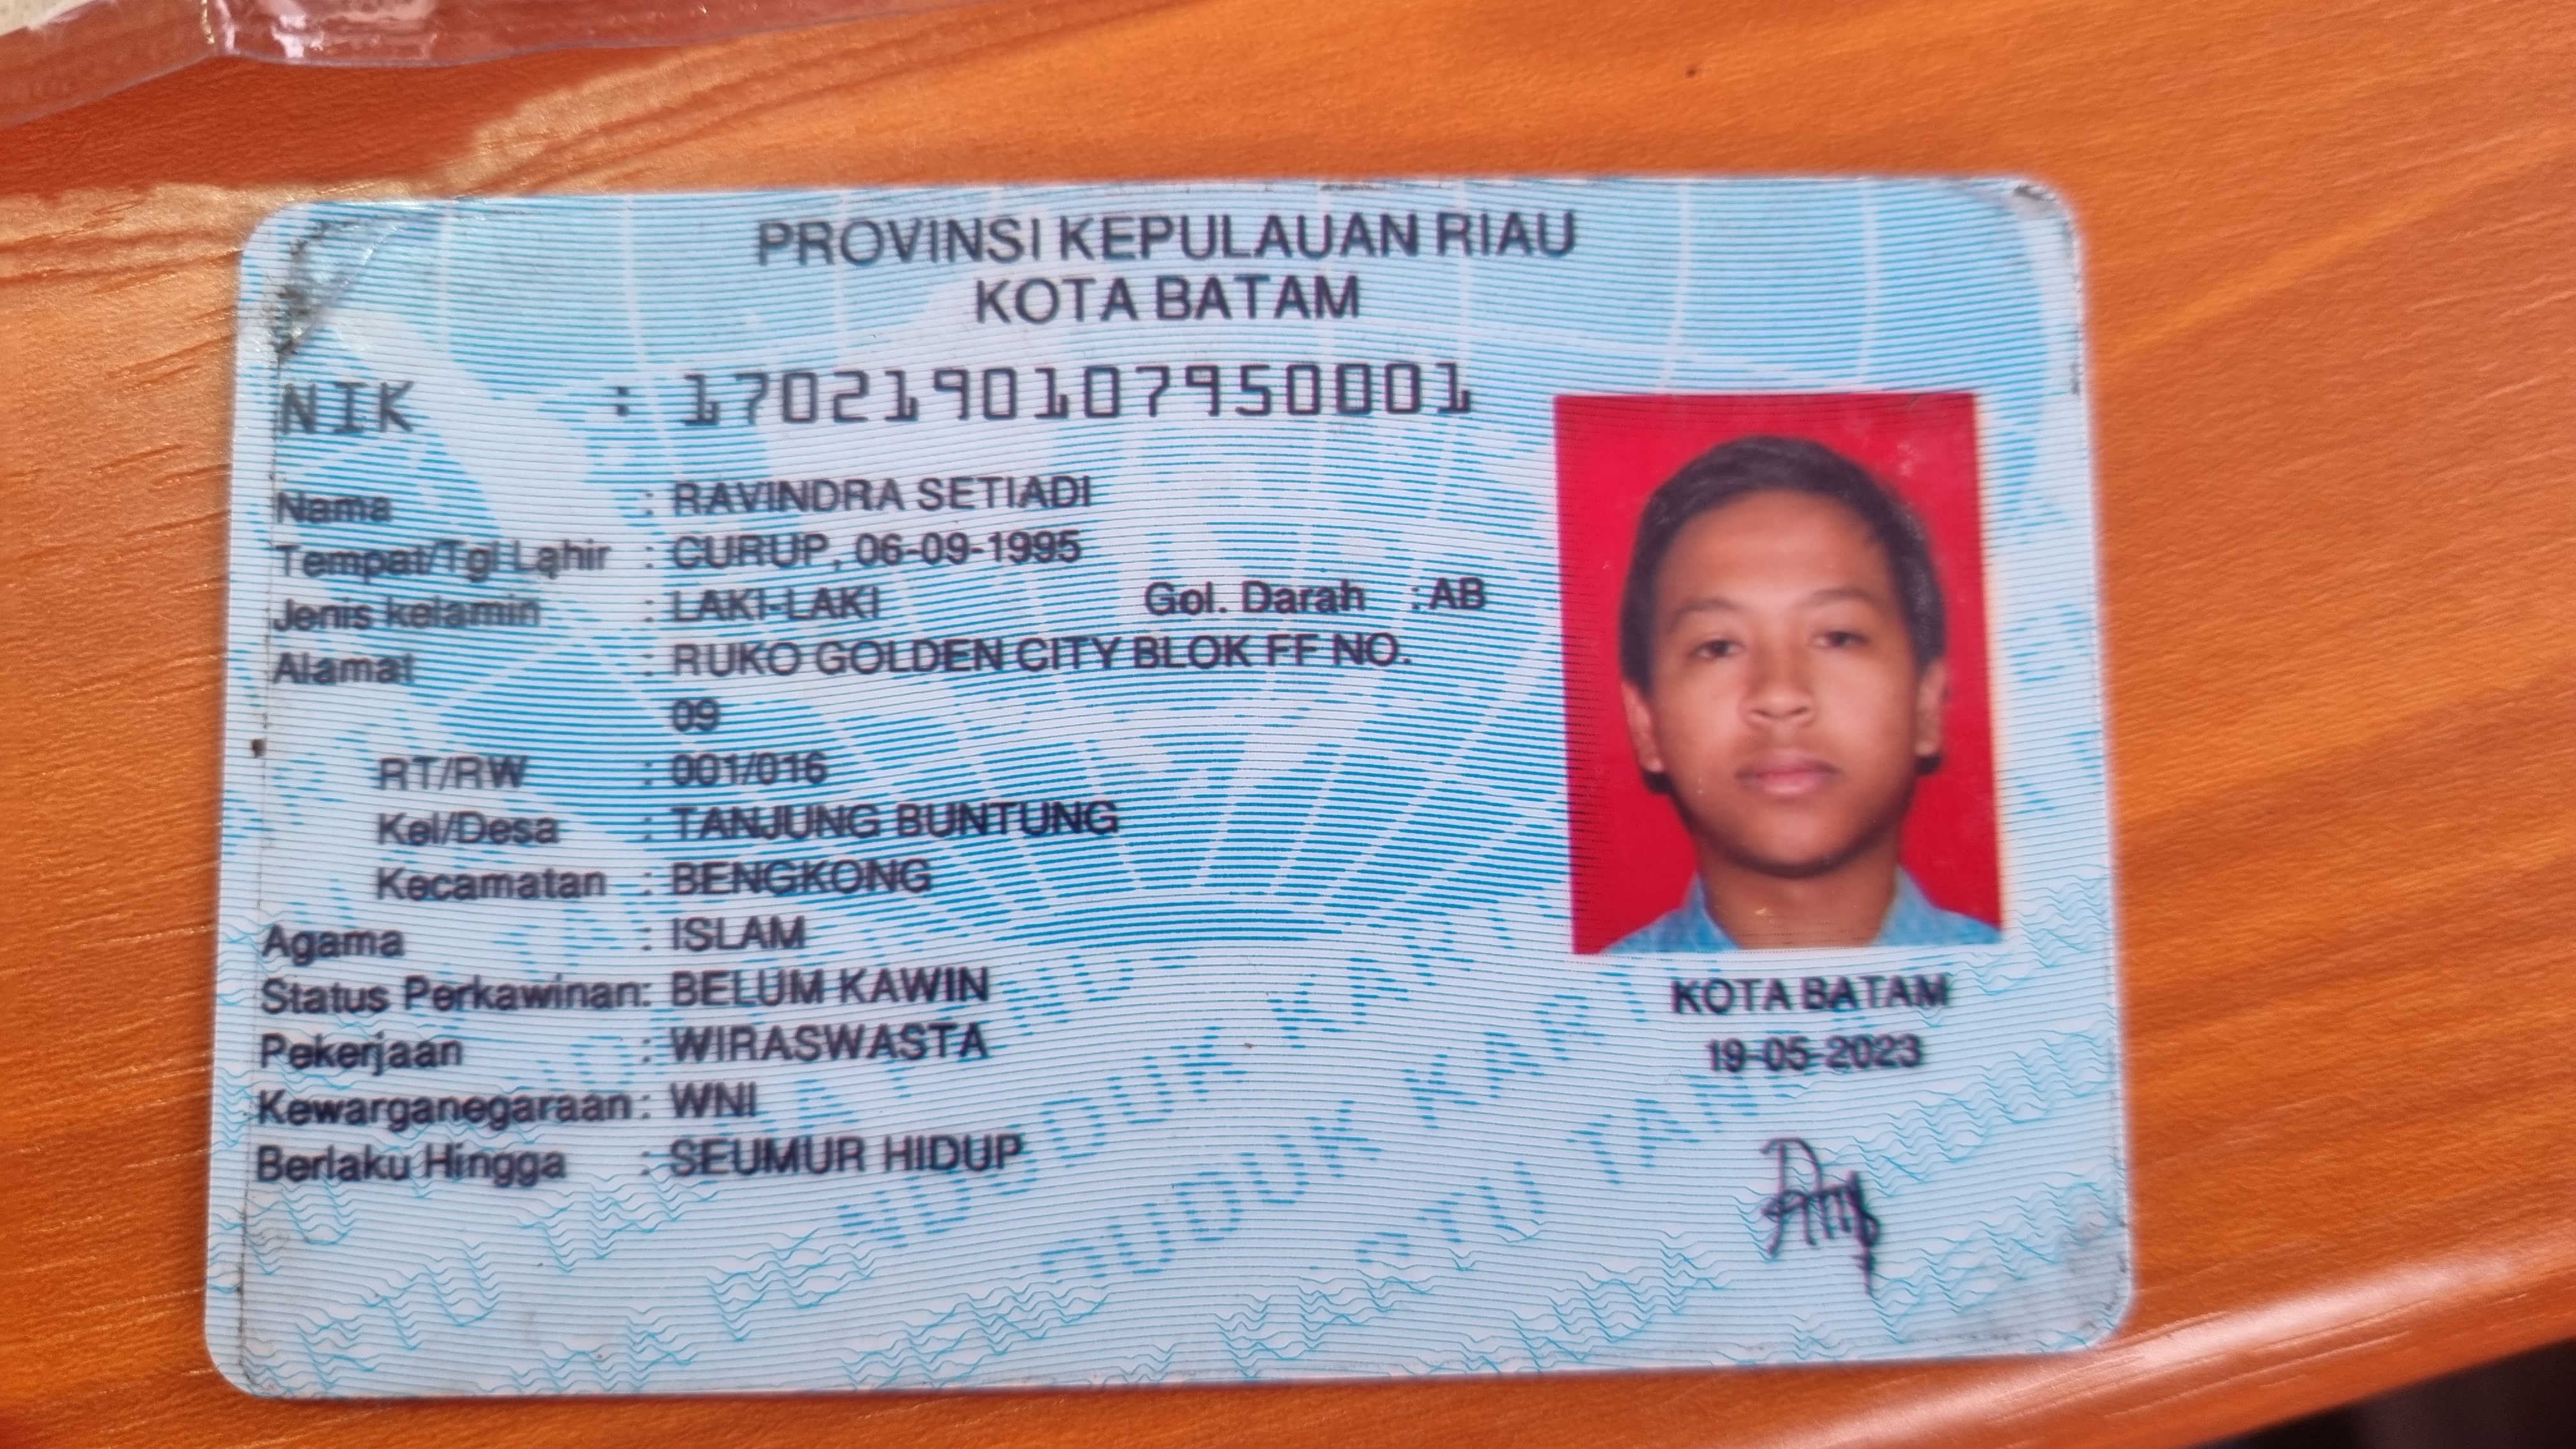 PROVINSI KEPULAUAN RIAU
KOTA BATAM
NIK : 1702190107950001
Nama : RAVINDRA SETIADI
Tempat/Tgl Lahir : CURUP, 06-09-1995
Jenis kelamin : LAKI-LAKI Gol. Darah : AB
Alamat : RUKO GOLDEN CITY BLOK FF NO.
09
RT/RW : 001/016
Kel/Desa : TANJUNG BUNTUNG
Kecamatan : BENGKONG
Agama : ISLAM
Status Perkawinan: BELUM KAWIN
Pekerjaan : WIRASWASTA
Kewarganegaraan: WNI
Berlaku Hingga : SEUMUR HIDUP
KOTA BATAM
19-05-2023